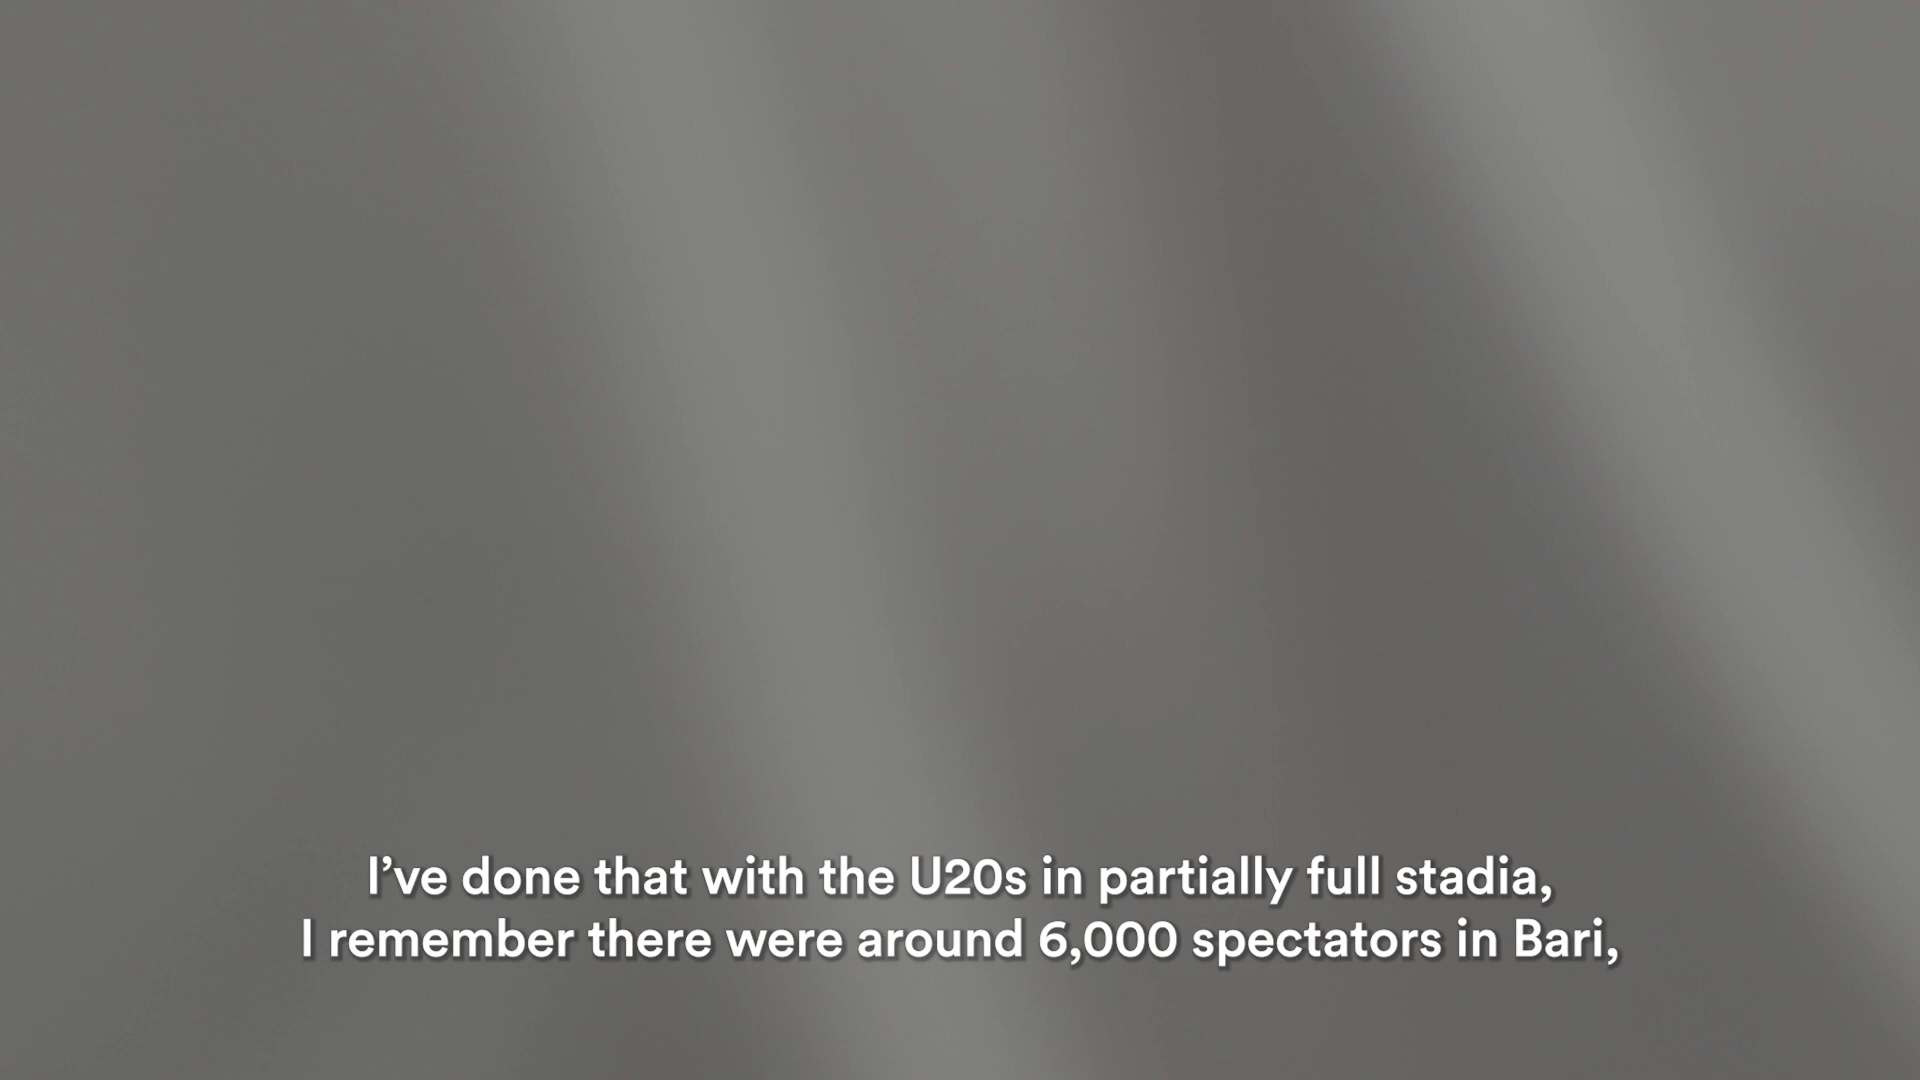 I’ve done that with the U20s in partially full stadia,
I remember there were around 6,000 spectators in Bari,